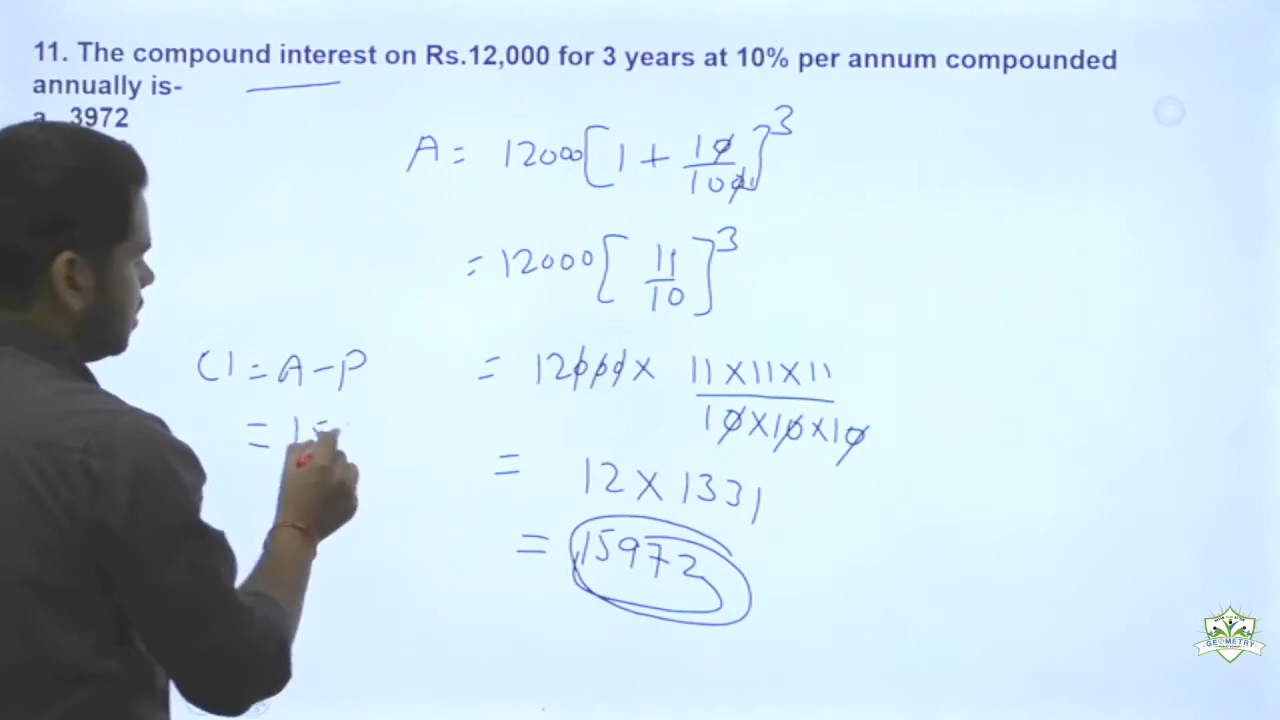 11. The compound interest on Rs.12,000 for 3 years at 10% per annum compounded
annually is-
a. 3972
A = 12000[1 + 10/100]^3
= 12000[11/10]^3
CI = A - P
= 12000 x 11 x 11 x 11 / 10 x 10 x 10
= 15
= 12 x 1331
= 15972
GEOMETRY